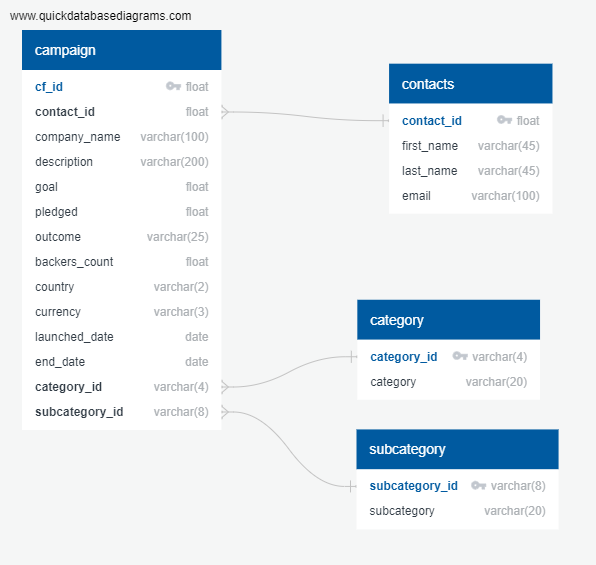 www.quickdatabasediagrams.com
campaign
cf_id float
contact_id float
company_name varchar(100)
description varchar(200)
goal float
pledged float
outcome varchar(25)
backers_count float
country varchar(2)
currency varchar(3)
launched_date date
end_date date
category_id varchar(4)
subcategory_id varchar(8)
contacts
contact_id float
first_name varchar(45)
last_name varchar(45)
email varchar(100)
category
category_id varchar(4)
category varchar(20)
subcategory
subcategory_id varchar(8)
subcategory varchar(20)